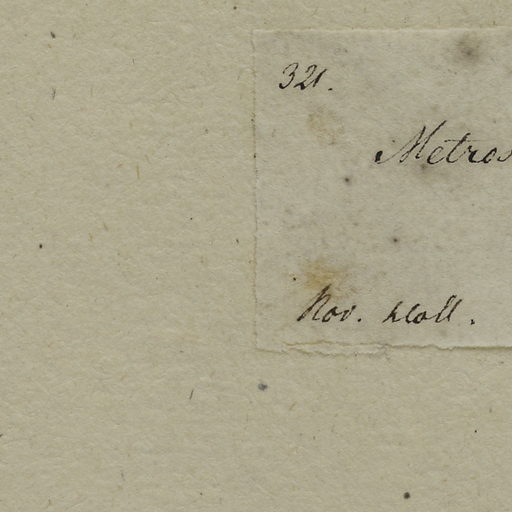 321.
Metros
Nov. holl.